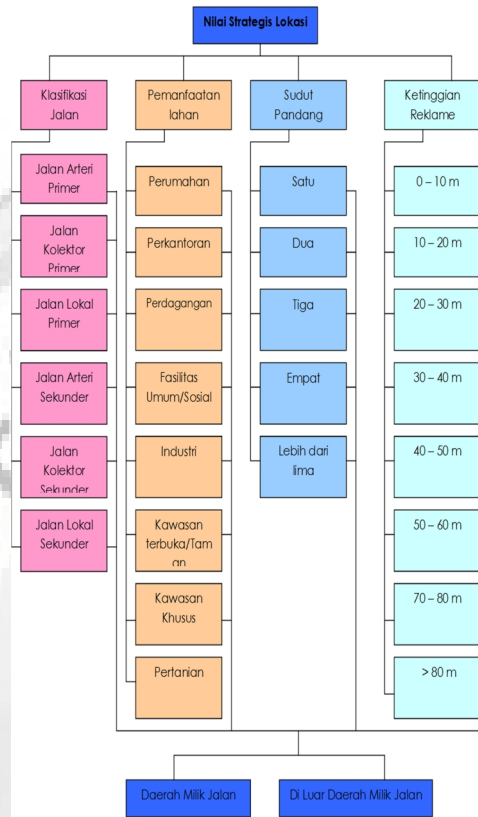 Nilai Strategis Lokasi
Klasifikasi
Jalan
Pemanfaatan
lahan
Sudut
Pandang
Ketinggian
Reklame
Jalan Arteri
Primer
Jalan
Kolektor
Primer
Jalan Lokal
Primer
Jalan Arteri
Sekunder
Jalan
Kolektor
Sekunder
Jalan Lokal
Sekunder
Perumahan
Perkantoran
Perdagangan
Fasilitas
Umum/Sosial
Industri
Kawasan
terbuka/Tam
an
Kawasan
Khusus
Pertanian
Satu
Dua
Tiga
Empat
Lebih dari
lima
0 – 10 m
10 – 20 m
20 – 30 m
30 – 40 m
40 – 50 m
50 – 60 m
70 – 80 m
> 80 m
Daerah Milik Jalan
Di Luar Daerah Milik Jalan